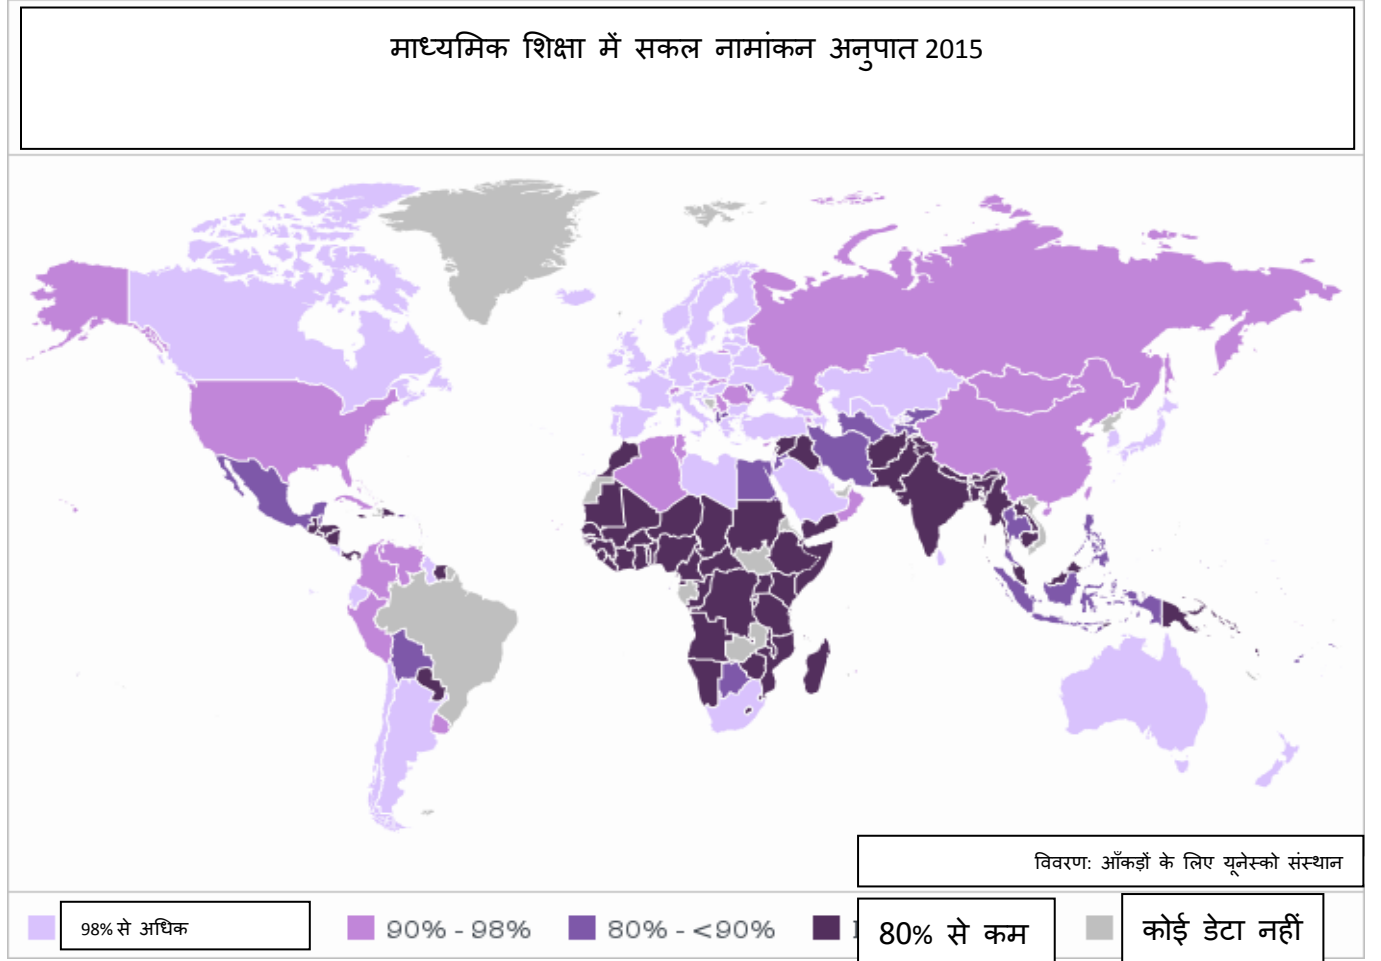 माध्यमिक शिक्षा में सकल नामांकन अनुपात 2015
विवरण: आँकड़ों के लिए यूनेस्को संस्थान
98% से अधिक
90% - 98%
80% - <90%
80% से कम
कोई डेटा नहीं